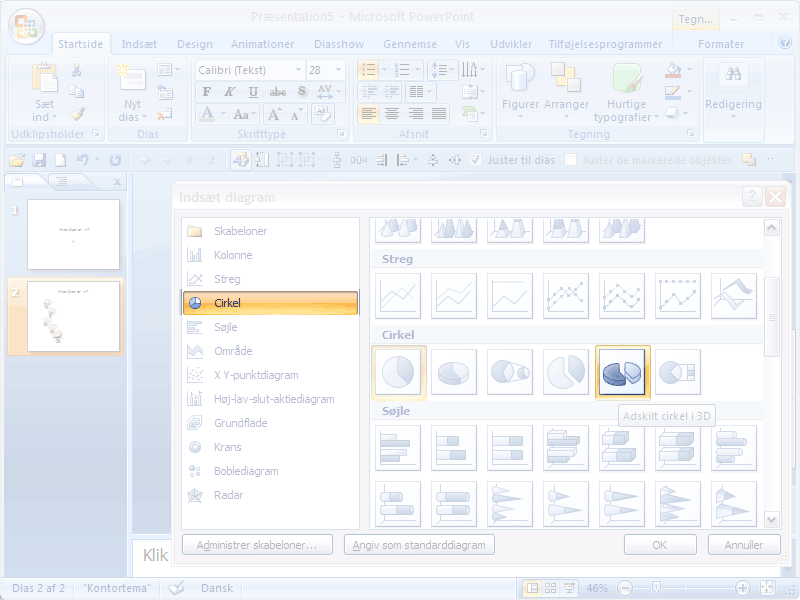 Præsentation5 - Microsoft PowerPoint
Tegn...
Startside Indsæt Design Animationer Diasshow Gennemse Vis Udvikler Tilføjelsesprogrammer Formater
Calibri (Tekst) 28
F K U abc S AV
A Aa A A
Sæt ind
Nyt dias
Figurer Arranger Hurtige typografier
Redigering
Udklipsholder Dias Skrifttype Afsnit Tegning
Juster til dias Juster de markerede objekter
1
2
Indsæt diagram
Skabeloner
Kolonne
Streg
Cirkel
Søjle
Område
X Y-punktdiagram
Høj-lav-slut-aktiediagram
Grundflade
Krans
Boblediagram
Radar
Streg
Cirkel
Adskilt cirkel i 3D
Søjle
Administrer skabeloner... Angiv som standarddiagram OK Annuller
Klik
Dias 2 af 2 "Kontortema" Dansk 46%